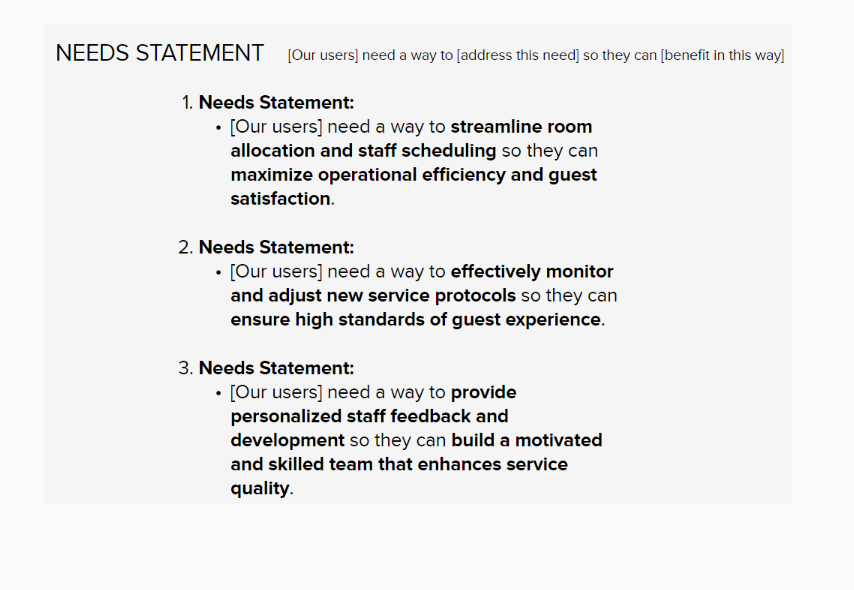 NEEDS STATEMENT [Our users] need a way to [address this need] so they can [benefit in this way]
1. Needs Statement:
• [Our users] need a way to streamline room
allocation and staff scheduling so they can
maximize operational efficiency and guest
satisfaction.
2. Needs Statement:
• [Our users] need a way to effectively monitor
and adjust new service protocols so they can
ensure high standards of guest experience.
3. Needs Statement:
• [Our users] need a way to provide
personalized staff feedback and
development so they can build a motivated
and skilled team that enhances service
quality.